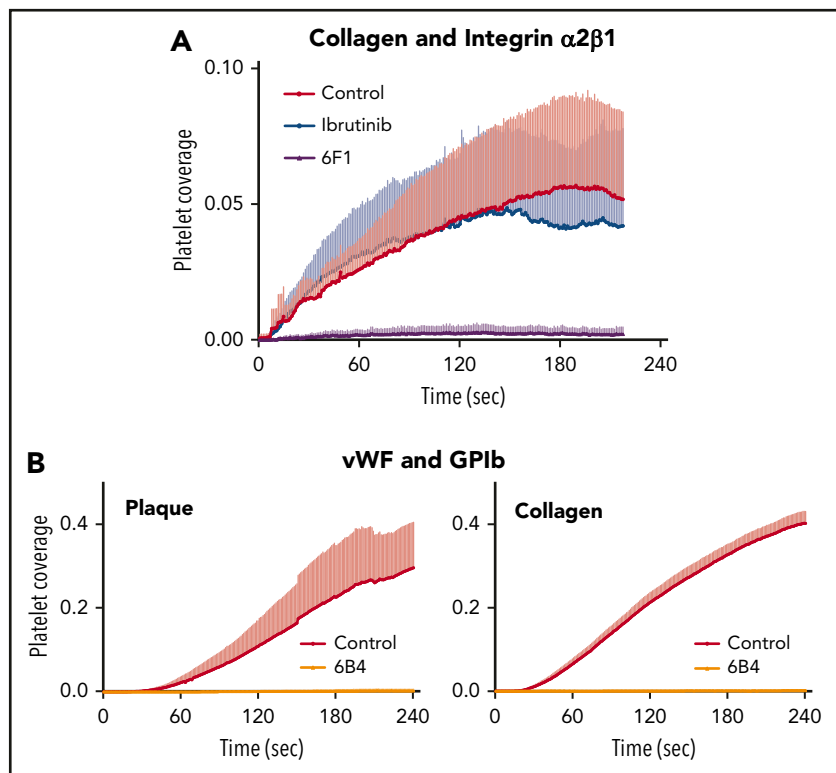 A
Collagen and Integrin α2β1
0.10
0.05
0.00
Platelet coverage
Control
Ibrutinib
6F1
0 60 120 180 240
Time (sec)
B
vWF and GPIb
Plaque
0.4
0.2
0.0
Platelet coverage
Control
6B4
0 60 120 180 240
Time (sec)
Collagen
0.4
0.2
0.0
Control
6B4
0 60 120 180 240
Time (sec)